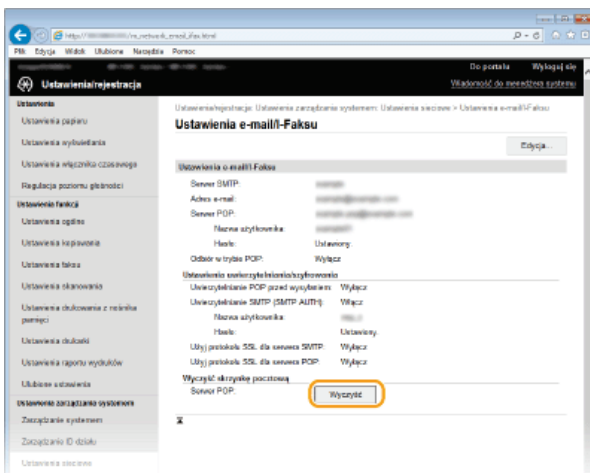 Plik Edycja Widok Ulubione Narzędzia Pomoc
Do portalu Wyloguj się
Ustawienia/rejestracja
Wiadomość do menedżera systemu
Ustawienia
Ustawienia papieru
Ustawienia wyświetlania
Ustawienia włącznika czasowego
Regulacja poziomu głośności
Ustawienia funkcji
Ustawienia ogólne
Ustawienia kopiowania
Ustawienia faksu
Ustawienia skanowania
Ustawienia drukowania z nośnika
pamięci
Ustawienia drukarki
Ustawienia raportu wydruków
Ulubione ustawienia
Ustawienia zarządzania systemem
Zarządzanie systemem
Zarządzanie ID działu
Ustawienia sieciowe
Ustawienia/rejestracja: Ustawienia zarządzania systemem: Ustawienia sieciowe > Ustawienia e-mail/I-Faksu
Ustawienia e-mail/I-Faksu
Edycja...
Ustawienia e-mail/I-Faksu
Serwer SMTP:
Adres e-mail:
Serwer POP:
Nazwa użytkownika:
Hasło: Ustawiony.
Odbiór w trybie POP: Wyłącz
Ustawienia uwierzytelniania/szyfrowania
Uwierzytelnianie POP przed wysyłaniem: Wyłącz
Uwierzytelnianie SMTP (SMTP AUTH): Włącz
Nazwa użytkownika:
Hasło: Ustawiony.
Użyj protokołu SSL dla serwera SMTP: Wyłącz
Użyj protokołu SSL dla serwera POP: Wyłącz
Wyczyść skrzynkę pocztową
Serwer POP: Wyczyść